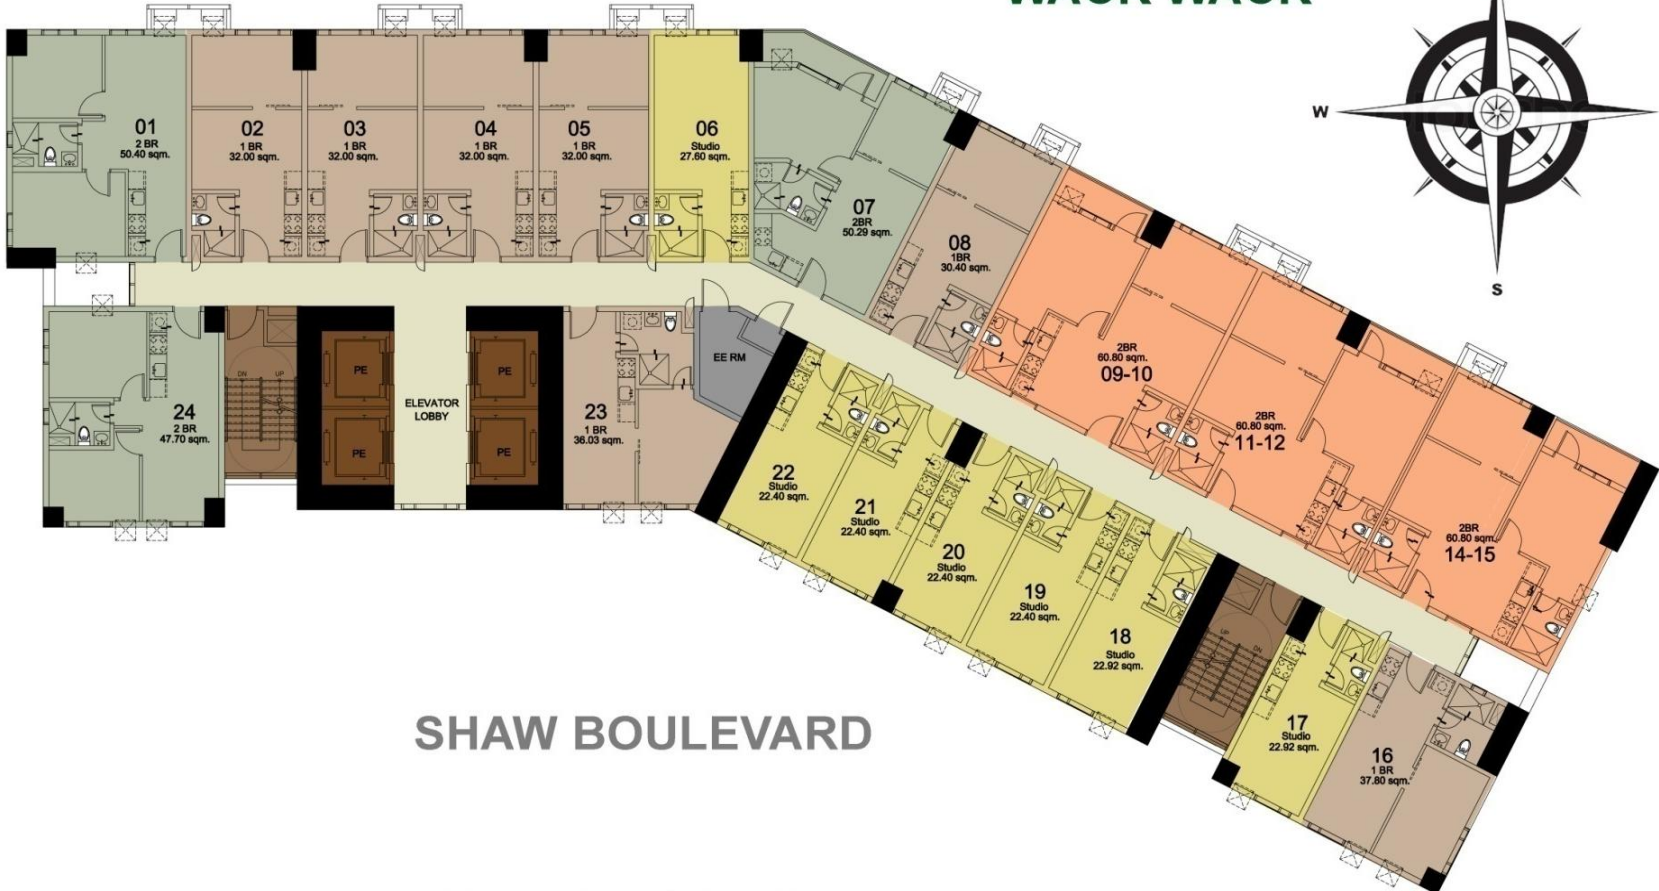 WACK WACK
W
S
01
2 BR
50.40 sqm.
02
1 BR
32.00 sqm.
03
1 BR
32.00 sqm.
04
1 BR
32.00 sqm.
05
1 BR
32.00 sqm.
06
Studio
27.60 sqm.
07
2BR
50.29 sqm.
08
1BR
30.40 sqm.
2BR
60.80 sqm.
09-10
2BR
60.80 sqm.
11-12
2BR
60.80 sqm.
14-15
24
2 BR
47.70 sqm.
DN
UP
PE
PE
ELEVATOR
LOBBY
PE
PE
23
1 BR
36.03 sqm.
EE RM
22
Studio
22.40 sqm.
21
Studio
22.40 sqm.
20
Studio
22.40 sqm.
19
Studio
22.40 sqm.
18
Studio
22.92 sqm.
UP
DN
17
Studio
22.92 sqm.
16
1 BR
37.80 sqm.
SHAW BOULEVARD